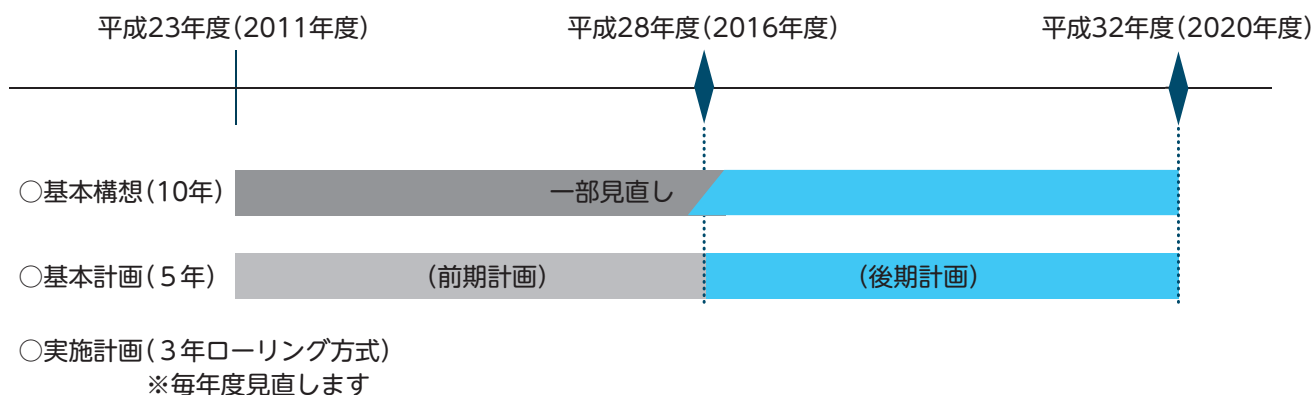 平成23年度(2011年度)
平成28年度(2016年度)
平成32年度(2020年度)
○基本構想(10年)
一部見直し
○基本計画(5年)
(前期計画)
(後期計画)
○実施計画(3年ローリング方式)
※毎年度見直します